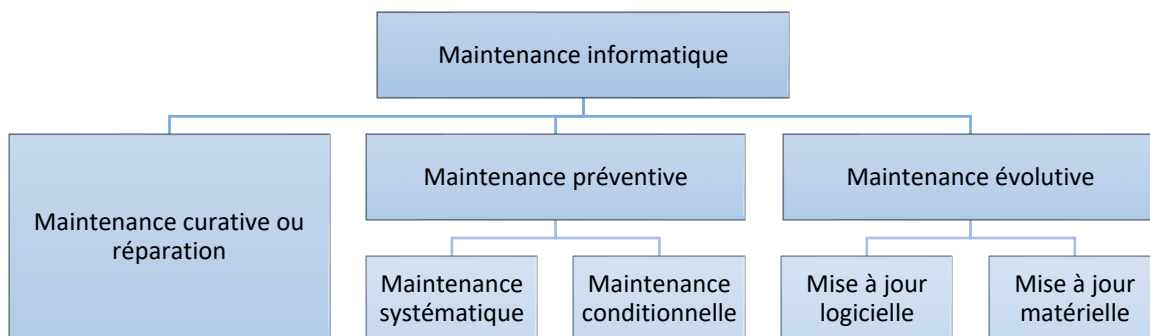 Maintenance informatique
Maintenance curative ou
réparation
Maintenance préventive
Maintenance évolutive
Maintenance
systématique
Maintenance
conditionnelle
Mise à jour
logicielle
Mise à jour
matérielle